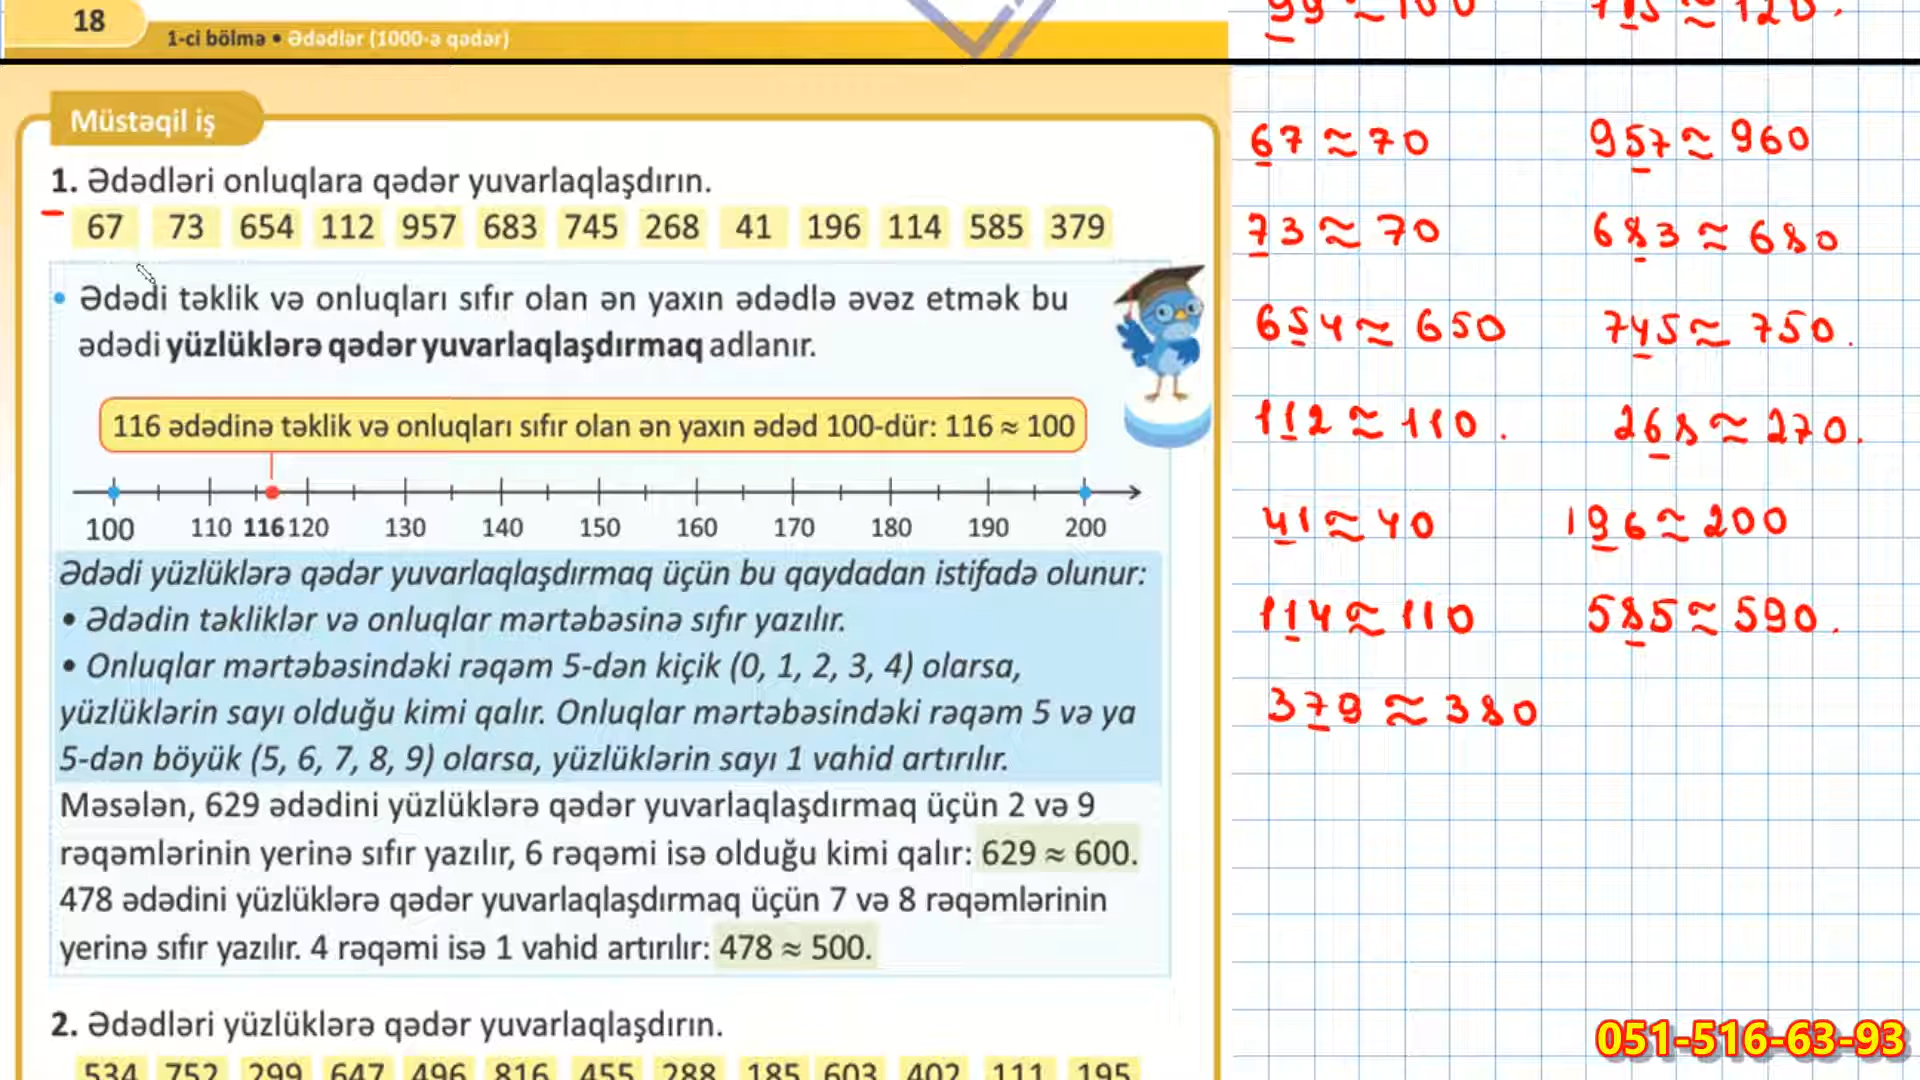 18
1-ci bölmə • Ədədlər (1000-ə qədər)
Müstəqil iş
1. Ədədləri onluqlara qədər yuvarlaqlaşdırın.
67 73 654 112 957 683 745 268 41 196 114 585 379
• Ədədi təklik və onluqları sıfır olan ən yaxın ədədlə əvəz etmək bu
ədədi yüzlüklərə qədər yuvarlaqlaşdırmaq adlanır.
116 ədədinə təklik və onluqları sıfır olan ən yaxın ədəd 100-dür: 116 ≈ 100
100 110 116 120 130 140 150 160 170 180 190 200
Ədədi yüzlüklərə qədər yuvarlaqlaşdırmaq üçün bu qaydadan istifadə olunur:
• Ədədin təkliklər və onluqlar mərtəbəsinə sıfır yazılır.
• Onluqlar mərtəbəsindəki rəqəm 5-dən kiçik (0, 1, 2, 3, 4) olarsa,
yüzlüklərin sayı olduğu kimi qalır. Onluqlar mərtəbəsindəki rəqəm 5 və ya
5-dən böyük (5, 6, 7, 8, 9) olarsa, yüzlüklərin sayı 1 vahid artırılır.
Məsələn, 629 ədədini yüzlüklərə qədər yuvarlaqlaşdırmaq üçün 2 və 9
rəqəmlərinin yerinə sıfır yazılır, 6 rəqəmi isə olduğu kimi qalır: 629 ≈ 600.
478 ədədini yüzlüklərə qədər yuvarlaqlaşdırmaq üçün 7 və 8 rəqəmlərinin
yerinə sıfır yazılır. 4 rəqəmi isə 1 vahid artırılır: 478 ≈ 500.
2. Ədədləri yüzlüklərə qədər yuvarlaqlaşdırın.
534 752 299 647 496 816 455 288 185 603 402 111 195
99 ≈ 100 115 ≈ 120.
67 ≈ 70 957 ≈ 960
73 ≈ 70 683 ≈ 680
654 ≈ 650 745 ≈ 750.
112 ≈ 110. 268 ≈ 270.
41 ≈ 40 196 ≈ 200
114 ≈ 110 585 ≈ 590.
379 ≈ 380
051-516-63-93